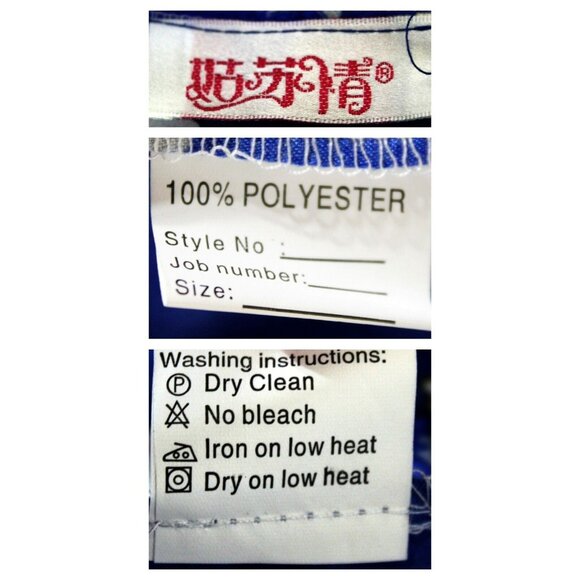 姑苏情®
100% POLYESTER
Style No :
Job number:
Size:
Washing instructions:
Ⓟ Dry Clean
No bleach
Iron on low heat
Dry on low heat